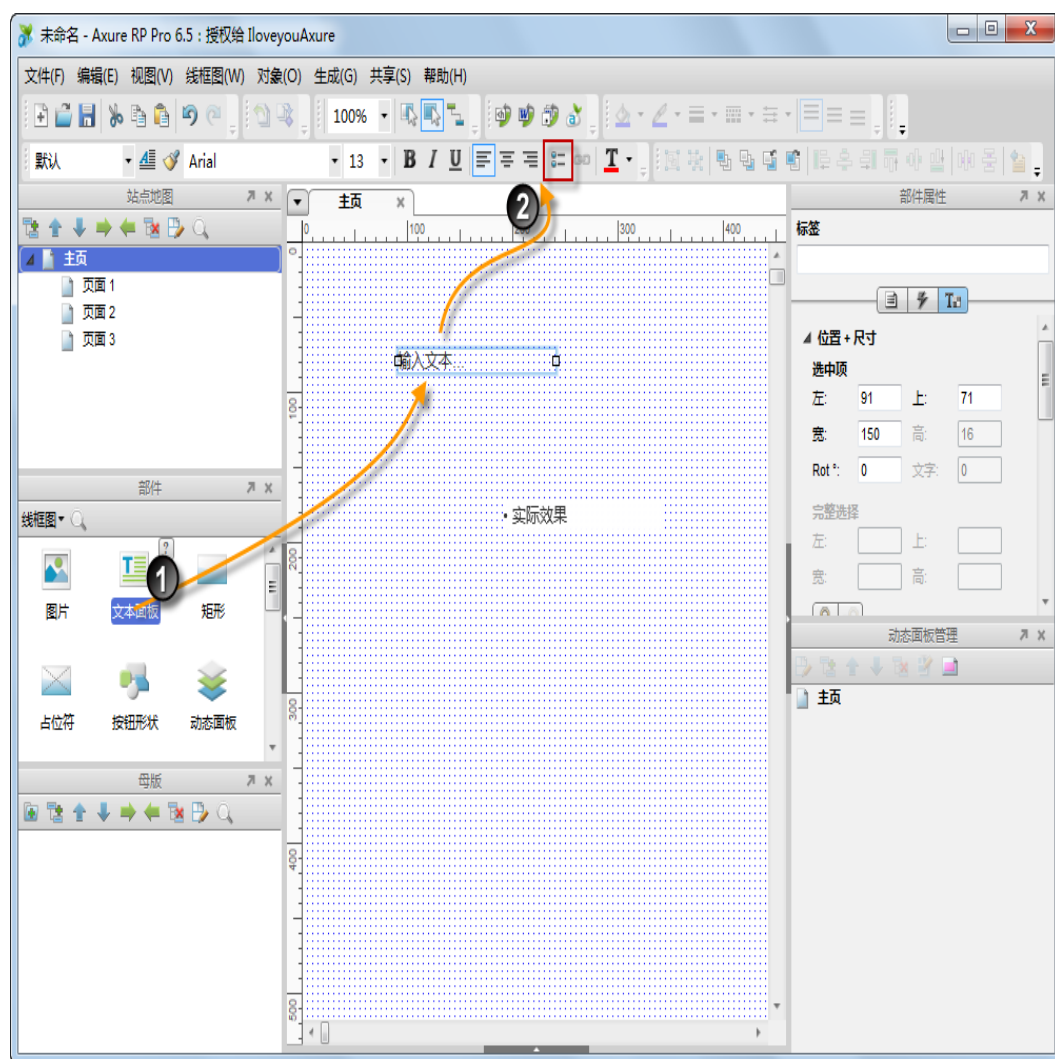 未命名 - Axure RP Pro 6.5 : 授权给 IloveyouAxure
文件(F) 编辑(E) 视图(V) 线框图(W) 对象(O) 生成(G) 共享(S) 帮助(H)
100%
默认 Arial 13 B I U T
站点地图
主页
页面 1
页面 2
页面 3
部件
线框图
图片
文本面板
矩形
占位符
按钮形状
动态面板
母版
主页
2
0 100 200 300 400
0
100
200
300
400
500
输入文本...
• 实际效果
1
部件属性
标签
位置 + 尺寸
选中项
左: 91 上: 71
宽: 150 高: 16
Rot °: 0 文字: 0
完整选择
左: 上:
宽: 高:
动态面板管理
主页